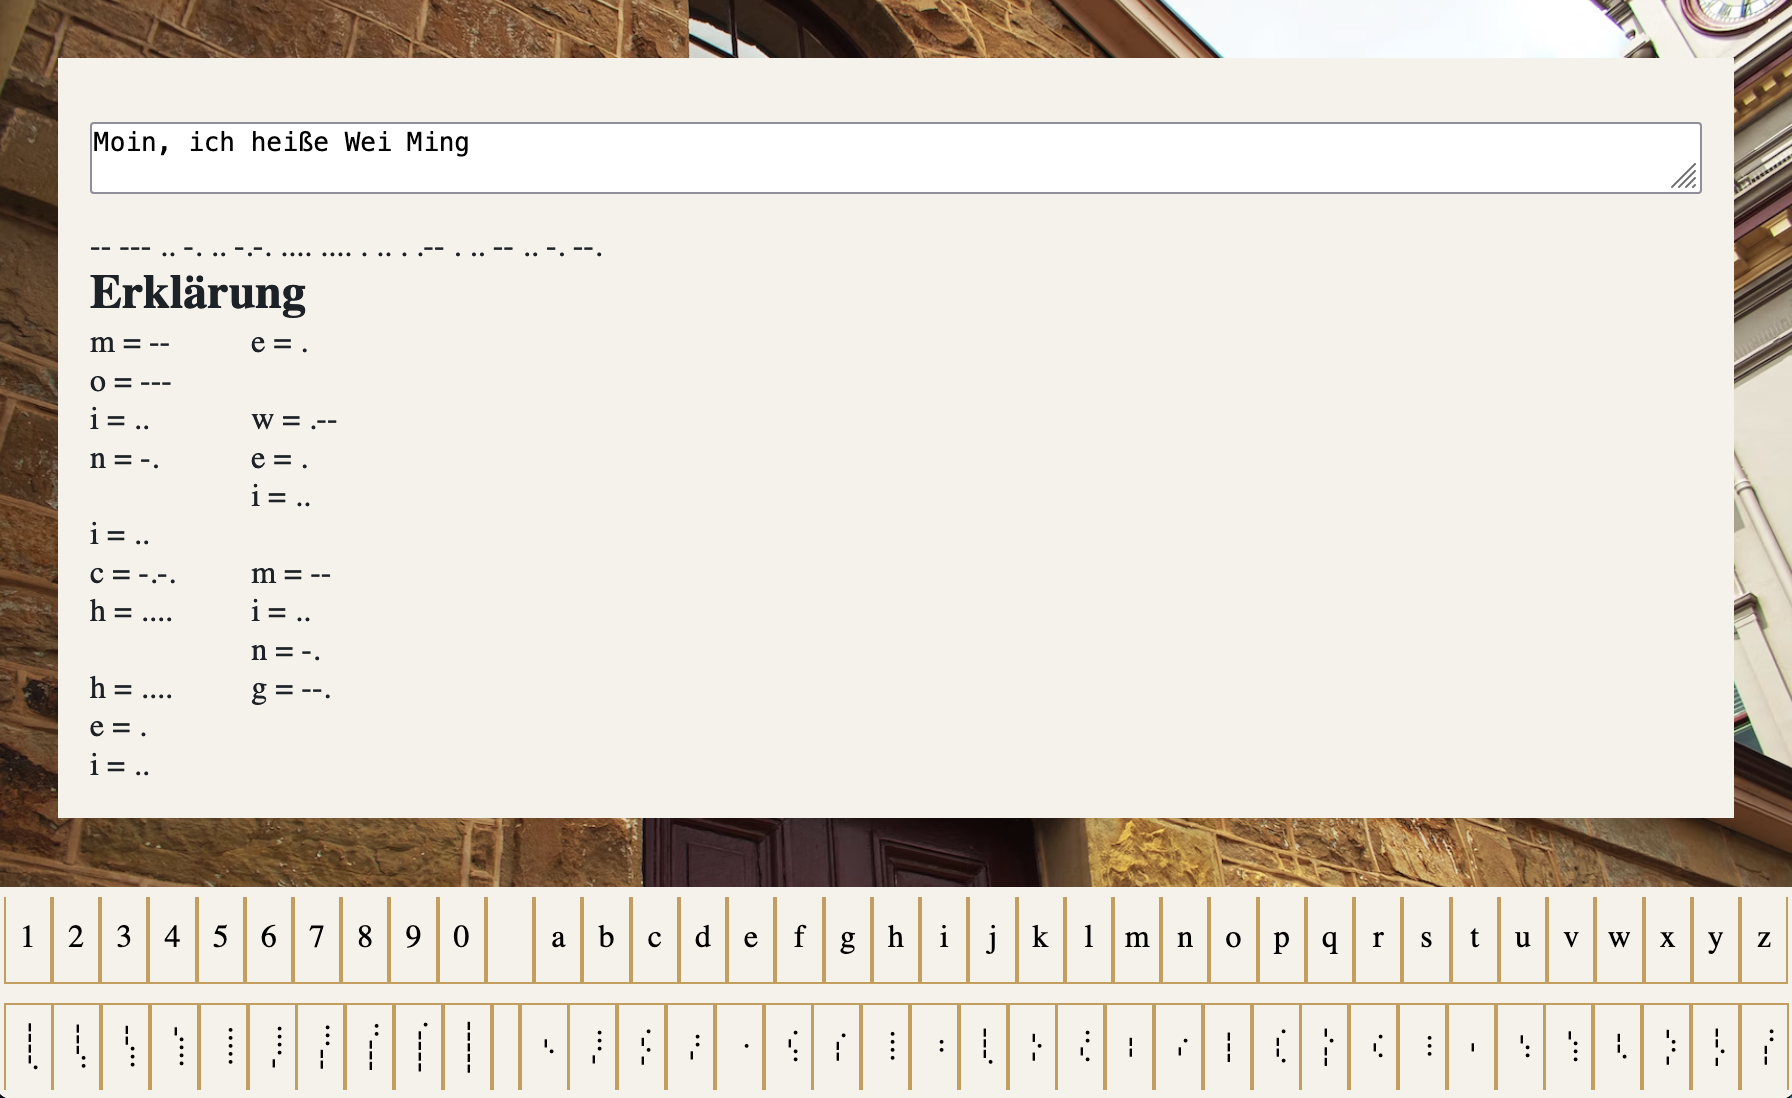 Moin, ich heiße Wei Ming
-- --- .. -. .. -.-. .... .... . .. . .-- . .. -- .. -. --.
Erklärung
m = --
o = ---
i = ..
n = -.
i = ..
c = -.-.
h = ....
h = ....
e = .
i = ..
e = .
w = .--
e = .
i = ..
m = --
i = ..
n = -.
g = --.
1 2 3 4 5 6 7 8 9 0 a b c d e f g h i j k l m n o p q r s t u v w x y z